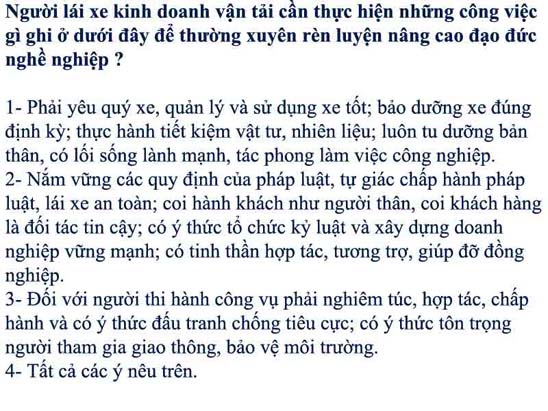 Người lái xe kinh doanh vận tải cần thực hiện những công việc
gì ghi ở dưới đây để thường xuyên rèn luyện nâng cao đạo đức
nghề nghiệp ?
1- Phải yêu quý xe, quản lý và sử dụng xe tốt; bảo dưỡng xe đúng
định kỳ; thực hành tiết kiệm vật tư, nhiên liệu; luôn tu dưỡng bản
thân, có lối sống lành mạnh, tác phong làm việc công nghiệp.
2- Nắm vững các quy định của pháp luật, tự giác chấp hành pháp
luật, lái xe an toàn; coi hành khách như người thân, coi khách hàng
là đối tác tin cậy; có ý thức tổ chức kỷ luật và xây dựng doanh
nghiệp vững mạnh; có tinh thần hợp tác, tương trợ, giúp đỡ đồng
nghiệp.
3- Đối với người thi hành công vụ phải nghiêm túc, hợp tác, chấp
hành và có ý thức đấu tranh chống tiêu cực; có ý thức tôn trọng
người tham gia giao thông, bảo vệ môi trường.
4- Tất cả các ý nêu trên.